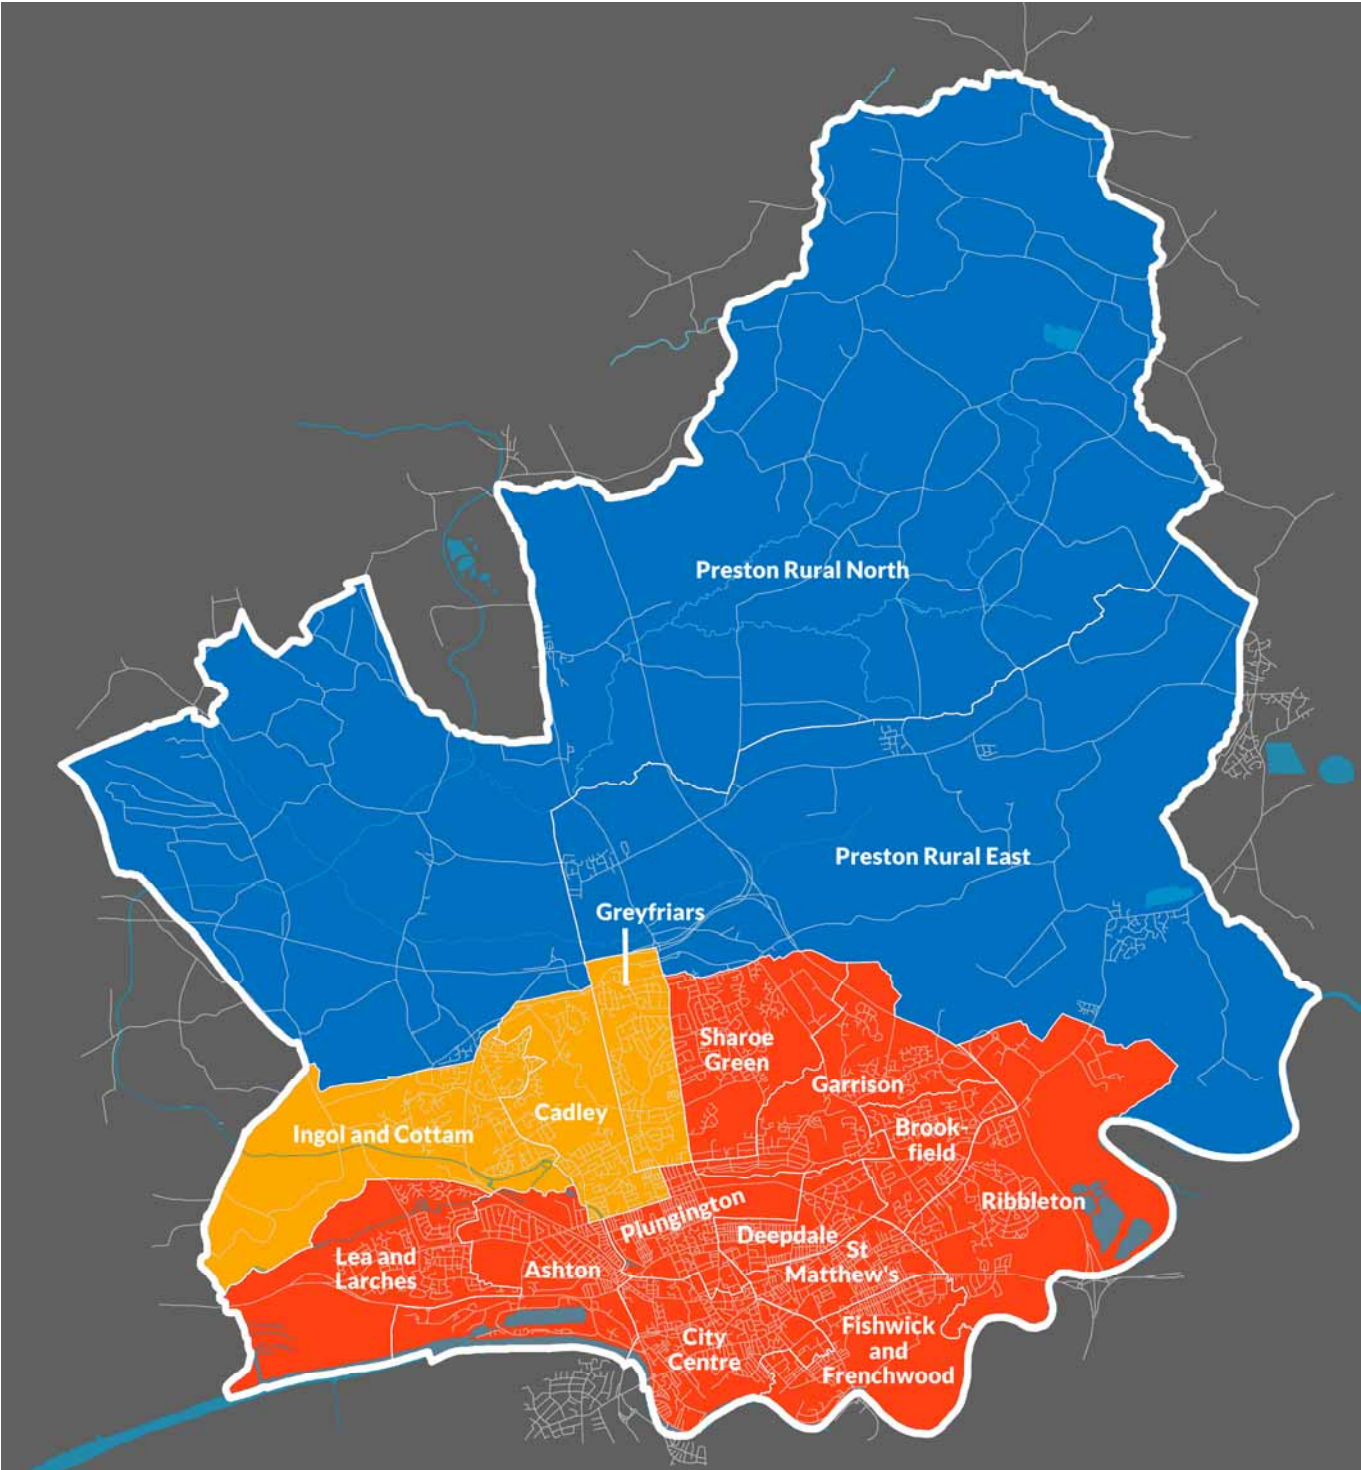 Preston Rural North
Preston Rural East
Greyfriars
Sharoe
Green
Garrison
Cadley
Ingol and Cottam
Brook-
field
Ribbleton
Plungington
Deepdale
St
Matthew's
Lea and
Larches
Ashton
City
Centre
Fishwick
and
Frenchwood